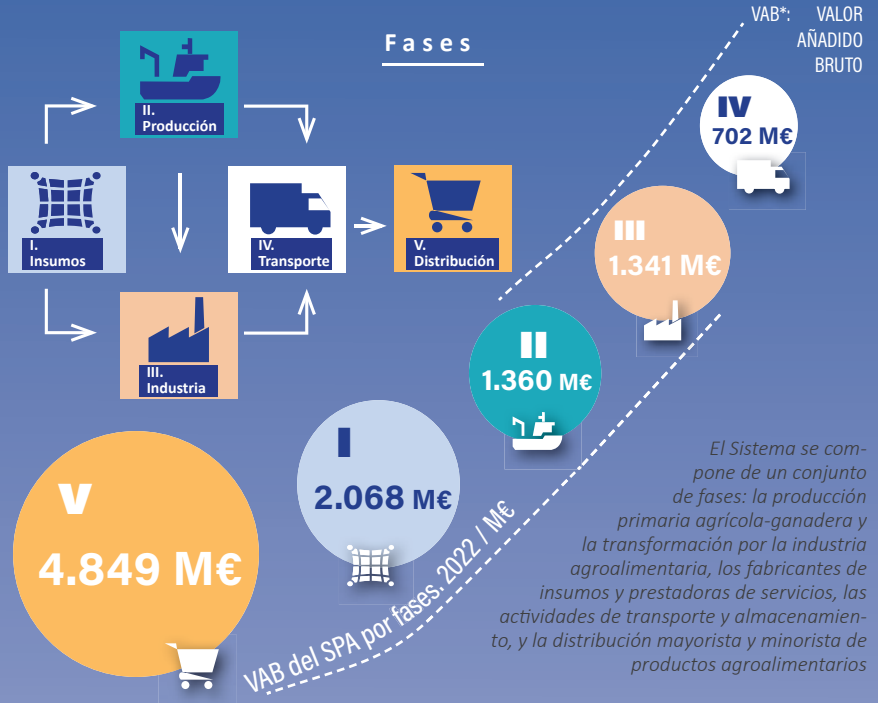 Fases
VAB*: VALOR
AÑADIDO
BRUTO
II.
Producción
I.
Insumos
IV.
Transporte
V.
Distribución
III.
Industria
IV
702 M€
III
1.341 M€
II
1.360 M€
I
2.068 M€
V
4.849 M€
VAB del SPA por fases. 2022 / M€
El Sistema se com-
pone de un conjunto
de fases: la producción
primaria agrícola-ganadera y
la transformación por la industria
agroalimentaria, los fabricantes de
insumos y prestadoras de servicios, las
actividades de transporte y almacenamien-
to, y la distribución mayorista y minorista de
productos agroalimentarios